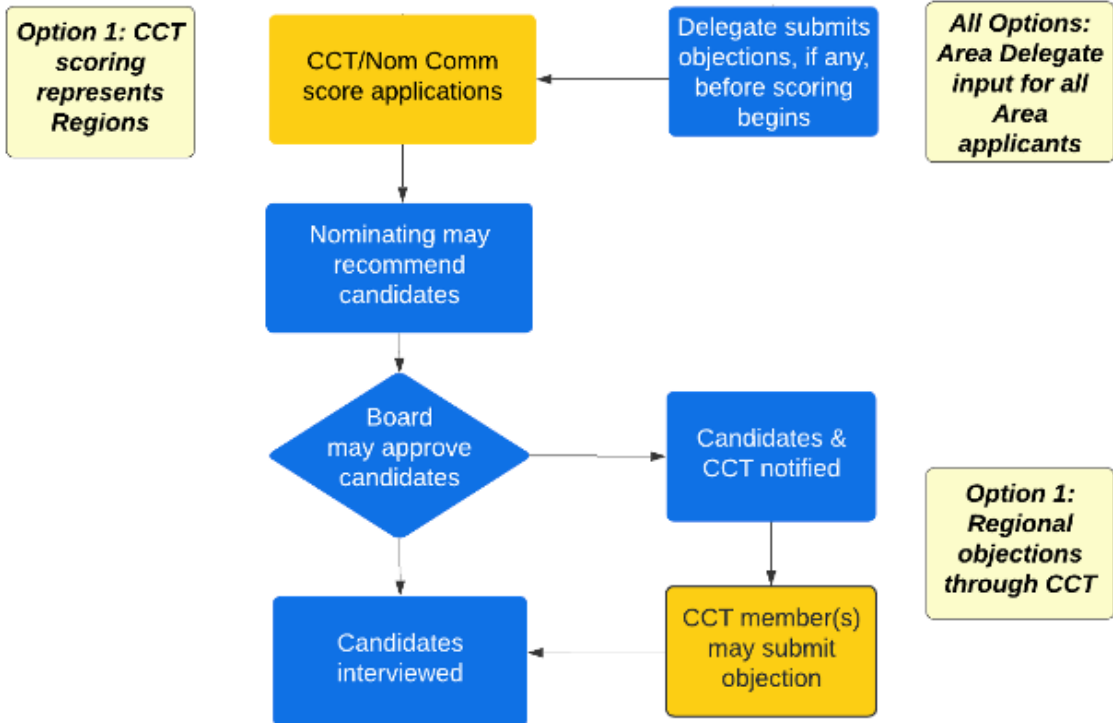 Option 1: CCT
scoring
represents
Regions
CCT/Nom Comm
score applications
Delegate submits
objections, if any,
before scoring
begins
All Options:
Area Delegate
input for all
Area
applicants
Nominating may
recommend
candidates
Board
may approve
candidates
Candidates &
CCT notified
Option 1:
Regional
objections
through CCT
Candidates
interviewed
CCT member(s)
may submit
objection